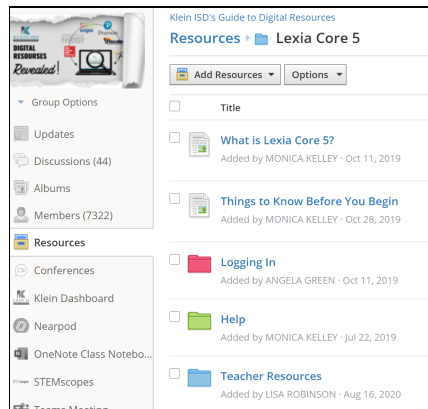 Klein ISD's Guide to Digital Resources
Resources Lexia Core 5
DIGITAL
RESOURSES
Revealed!
Add Resources Options
Group Options
Title
Updates
Discussions (44)
Albums
Members (7322)
Resources
Conferences
Klein Dashboard
Nearpod
OneNote Class Notebo...
STEMscopes
Teams Meeting
What is Lexia Core 5?
Added by MONICA KELLEY · Oct 11, 2019
Things to Know Before You Begin
Added by MONICA KELLEY · Oct 28, 2019
Logging In
Added by ANGELA GREEN · Oct 11, 2019
Help
Added by MONICA KELLEY · Jul 22, 2019
Teacher Resources
Added by LISA ROBINSON · Aug 16, 2020